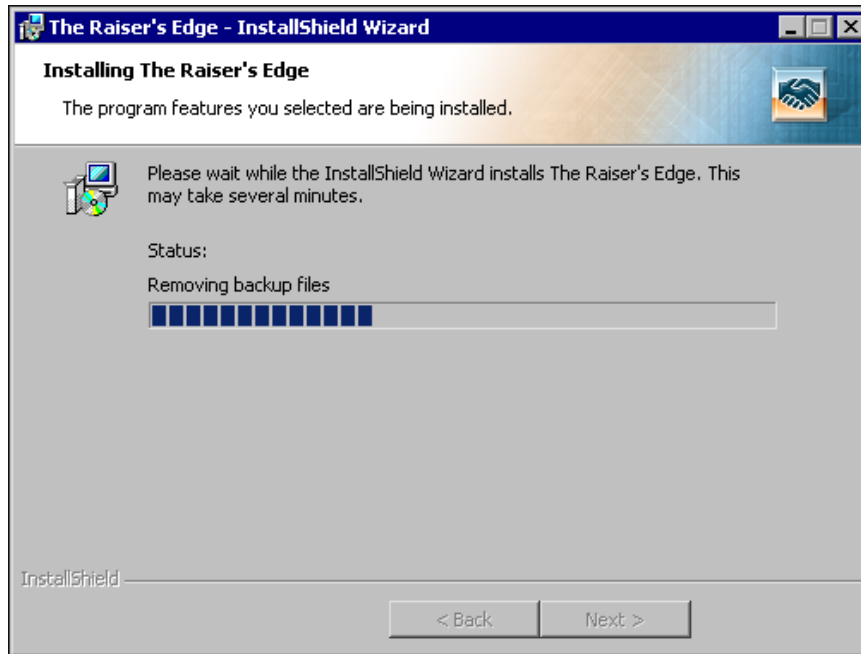 The Raiser's Edge - InstallShield Wizard
Installing The Raiser's Edge
The program features you selected are being installed.
Please wait while the InstallShield Wizard installs The Raiser's Edge. This
may take several minutes.
Status:
Removing backup files
InstallShield
< Back
Next >